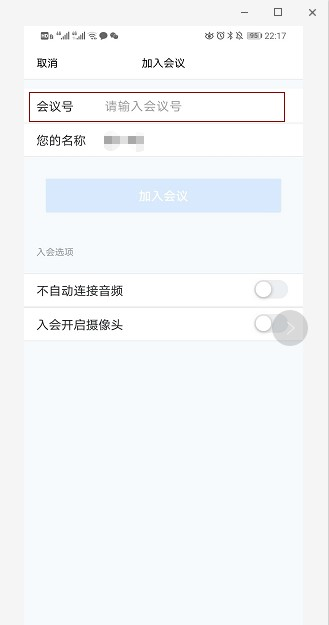 22:17
取消 加入会议
会议号 请输入会议号
您的名称
加入会议
入会选项
不自动连接音频
入会开启摄像头